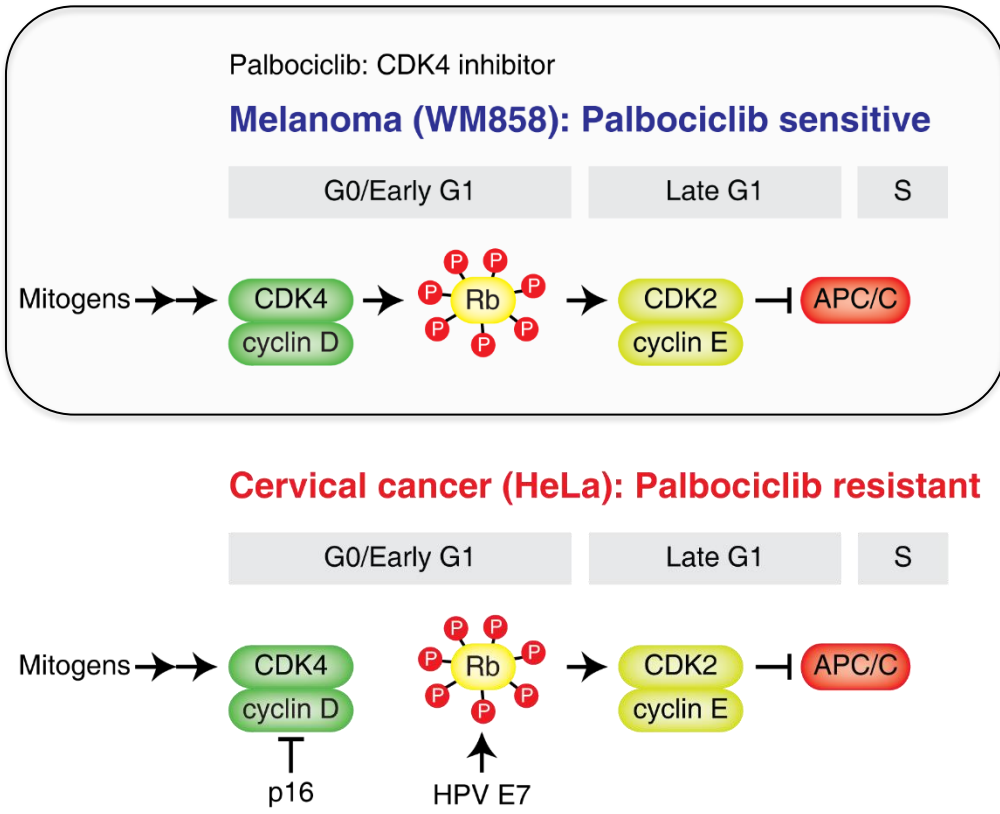 Palbociclib: CDK4 inhibitor
Melanoma (WM858): Palbociclib sensitive
G0/Early G1 Late G1 S
P P
P P
Mitogens CDK4 Rb CDK2 APC/C
P P
cyclin D P cyclin E
Cervical cancer (HeLa): Palbociclib resistant
G0/Early G1 Late G1 S
P P
P P
Mitogens CDK4 Rb CDK2 APC/C
P P
cyclin D P cyclin E
p16 HPV E7